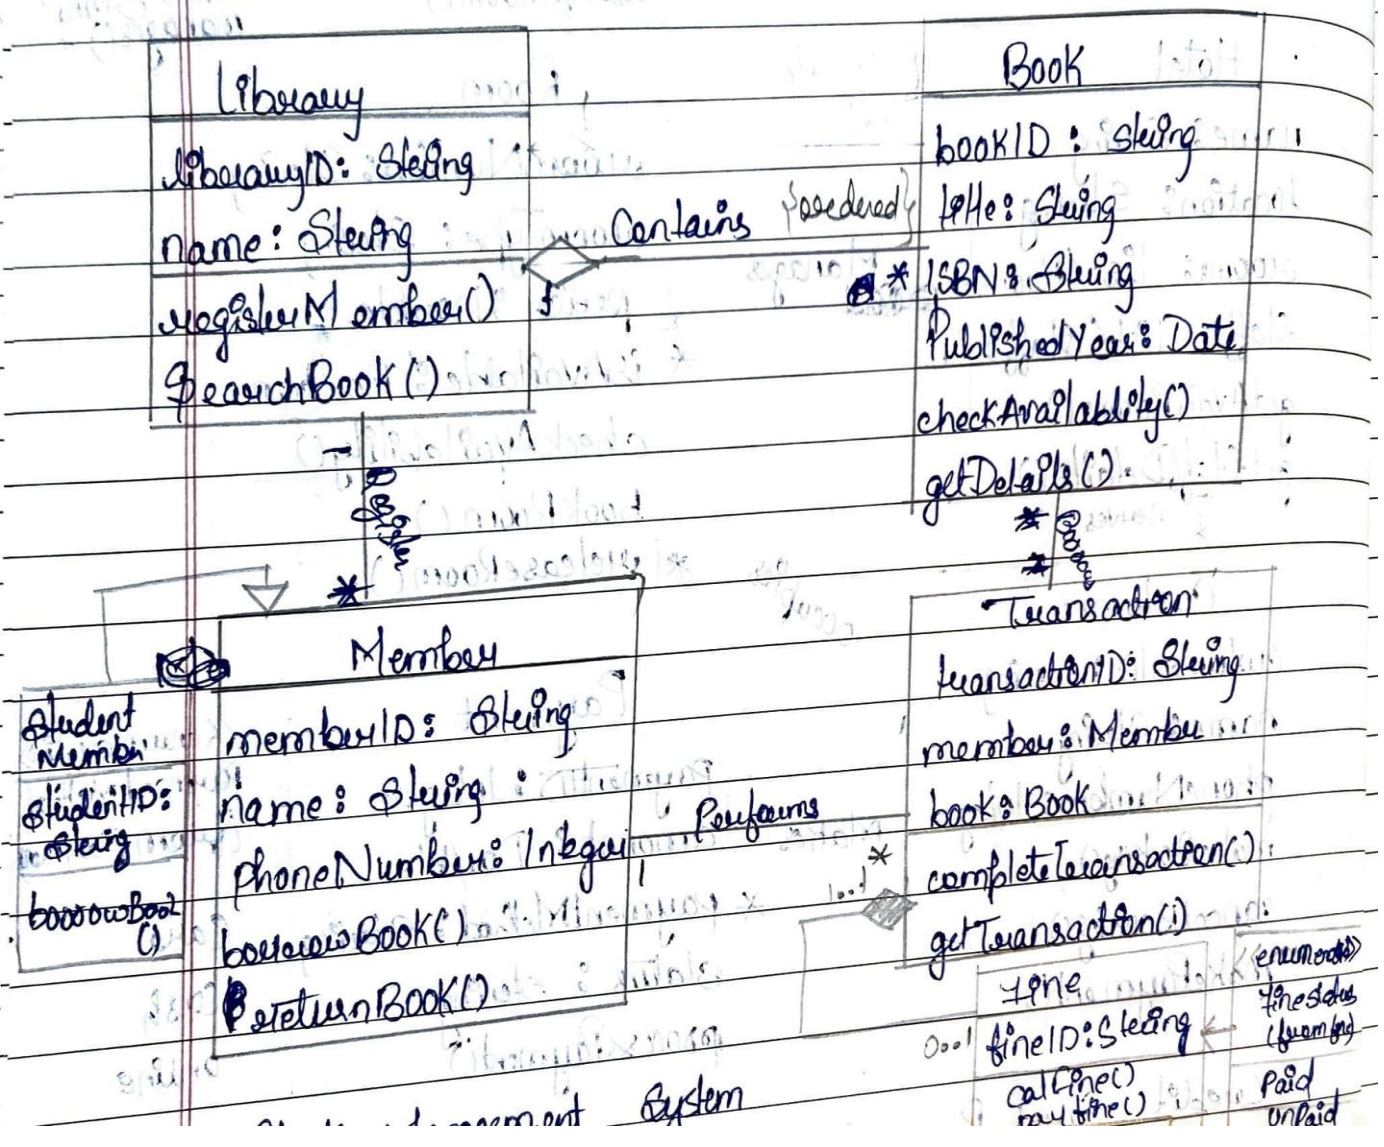 Library
libraryID: String
name: String
registerMember()
SearchBook()
1
Contains
{ordered}
*
Book
bookID : String
title: String
ISBN: String
PublishedYear: Date
checkAvailablity()
getDetails()
1
Register
*
*
*
Member
memberID: String
name: String
phoneNumber: Integer
borrowBOOK()
returnBOOK()
Student
Member
StudentID:
String
()
Performs
1
*
Transaction
transactionID: String
member: Member
book: Book
completeTransaction()
getTransaction()
1...1
0..1
Fine
fineID: String
calFine()
payfine()
Finestatus
Paid
unPaid
System